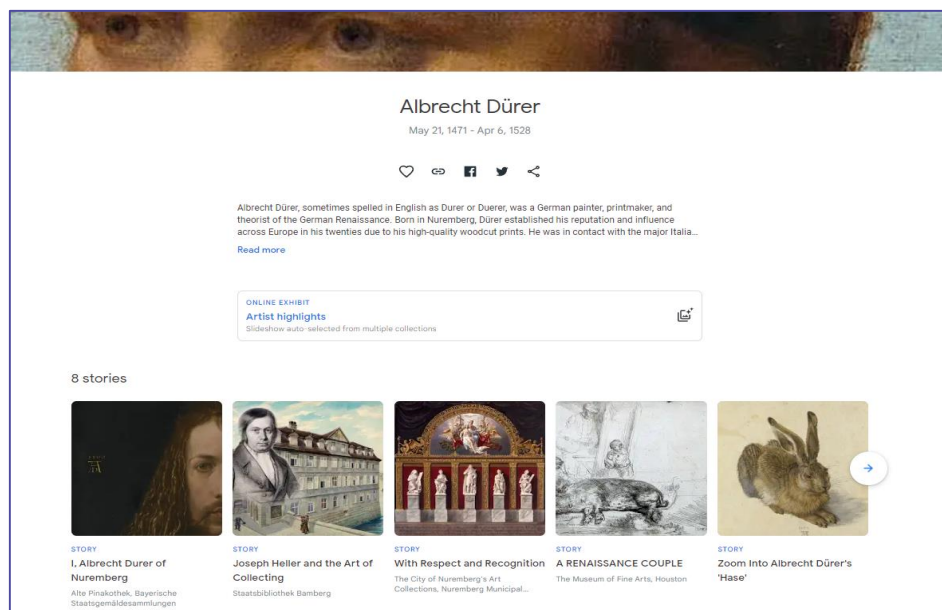 Albrecht Dürer
May 21, 1471 - Apr 6, 1528
Albrecht Dürer, sometimes spelled in English as Durer or Duerer, was a German painter, printmaker, and
theorist of the German Renaissance. Born in Nuremberg, Dürer established his reputation and influence
across Europe in his twenties due to his high-quality woodcut prints. He was in contact with the major Italia...
Read more
ONLINE EXHIBIT
Artist highlights
Slideshow auto-selected from multiple collections
8 stories
STORY
I, Albrecht Durer of
Nuremberg
Alte Pinakothek, Bayerische
Staatsgemäldesammlungen
STORY
Joseph Heller and the Art of
Collecting
Staatsbibliothek Bamberg
STORY
With Respect and Recognition
The City of Nuremberg's Art
Collections, Nuremberg Municipal...
STORY
A RENAISSANCE COUPLE
The Museum of Fine Arts, Houston
STORY
Zoom Into Albrecht Dürer's
'Hase'